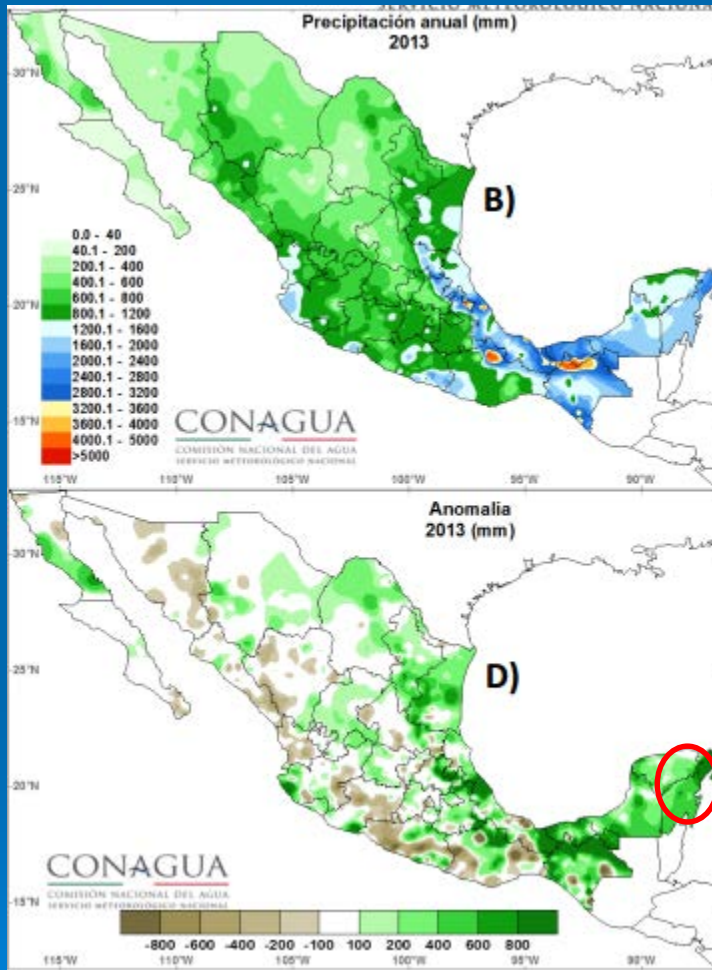 SERVICIO METEOROLÓGICO NACIONAL
Precipitación anual (mm)
2013
30°N
25°N
20°N
15°N
B)
0.0 - 40
40.1 - 200
200.1 - 400
400.1 - 600
600.1 - 800
800.1 - 1200
1200.1 - 1600
1600.1 - 2000
2000.1 - 2400
2400.1 - 2800
2800.1 - 3200
3200.1 - 3600
3600.1 - 4000
4000.1 - 5000
>5000
CONAGUA
COMISIÓN NACIONAL DEL AGUA
SERVICIO METEOROLÓGICO NACIONAL
115°W 110°W 105°W 100°W 95°W 90°W
Anomalia
2013 (mm)
30°N
25°N
20°N
15°N
D)
CONAGUA
COMISIÓN NACIONAL DEL AGUA
SERVICIO METEOROLÓGICO NACIONAL
-800 -600 -400 -200 -100 100 200 400 600 800
115°W 110°W 105°W 100°W 95°W 90°W